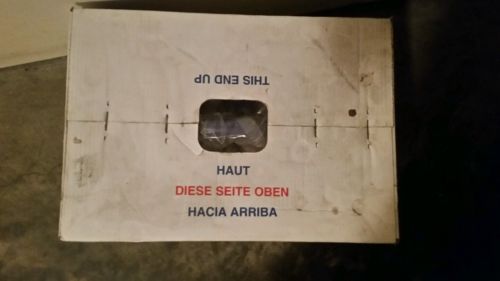 THIS END UP
HAUT
DIESE SEITE OBEN
HACIA ARRIBA